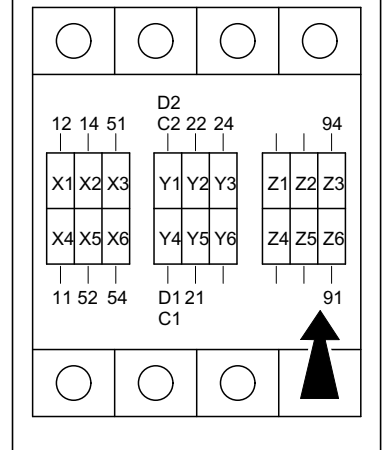 D2
12 14 51 C2 22 24 94
X1 X2 X3 Y1 Y2 Y3 Z1 Z2 Z3
X4 X5 X6 Y4 Y5 Y6 Z4 Z5 Z6
11 52 54 D1 21 91
C1